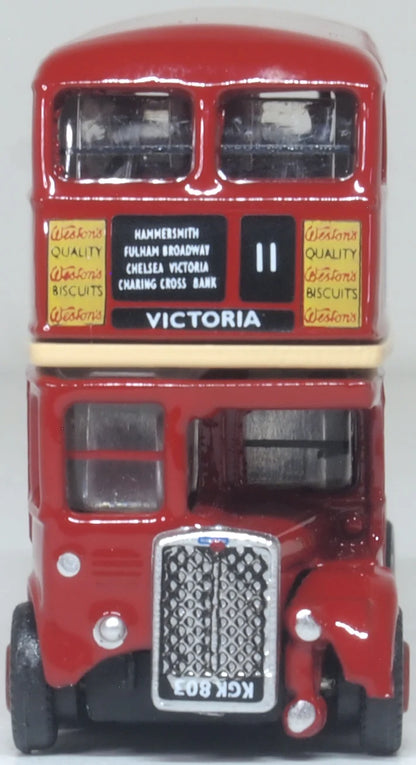 Weston's
QUALITY
Weston's
BISCUITS
Weston's
HAMMERSMITH
FULHAM BROADWAY
CHELSEA VICTORIA
CHARING CROSS BANK
11
Weston's
QUALITY
Weston's
BISCUITS
Weston's
VICTORIA
KGK 803